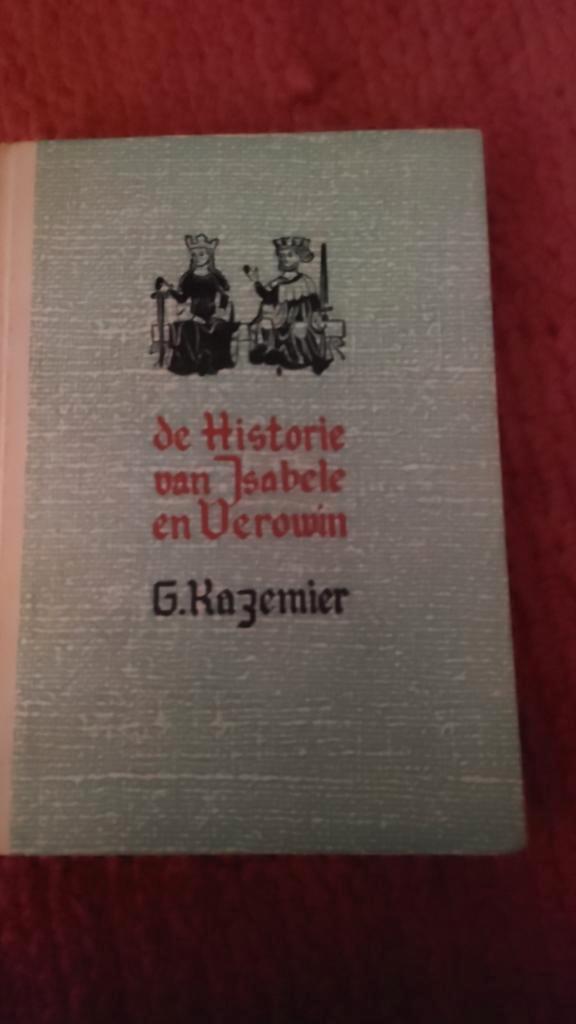 de Historie
van Isabele
en Verowin
G. Kazemier